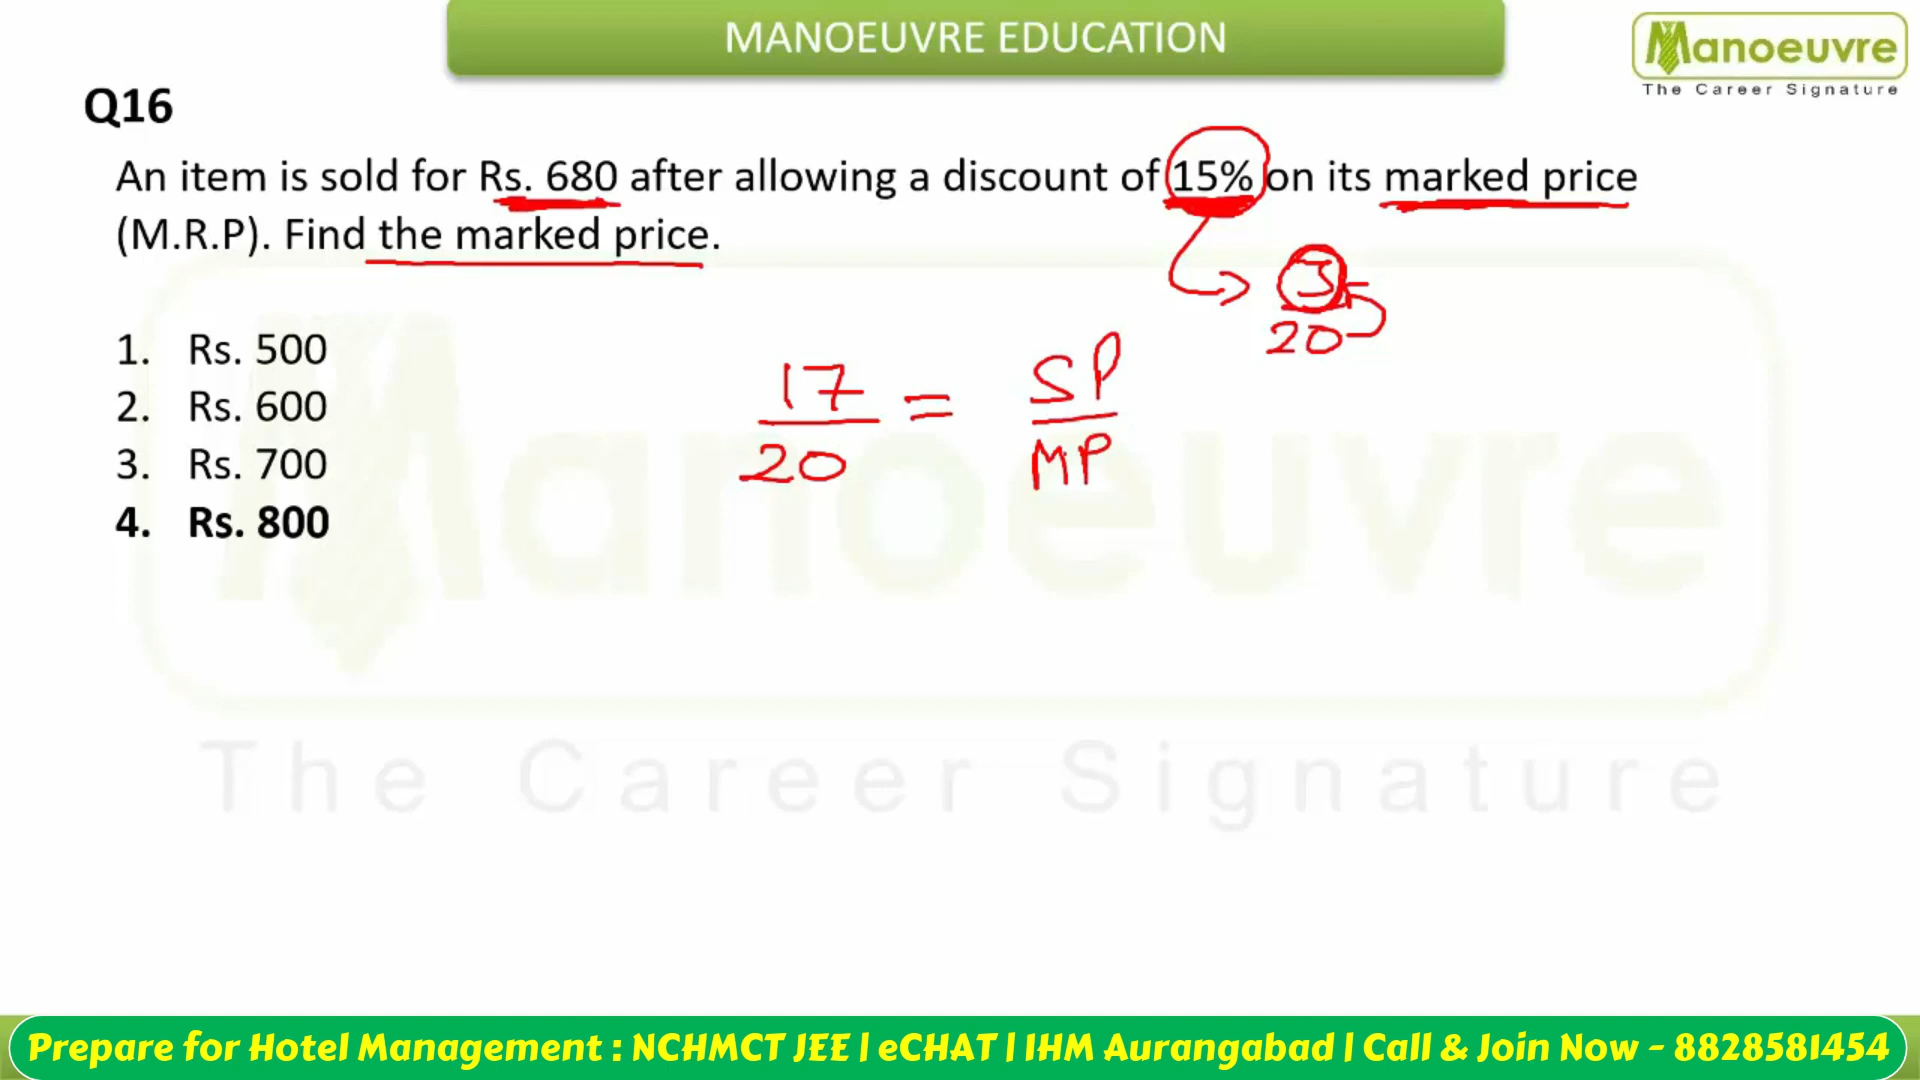 MANOEUVRE EDUCATION
Manoeuvre
The Career Signature
Q16
An item is sold for Rs. 680 after allowing a discount of 15% on its marked price
(M.R.P). Find the marked price.
3
20
1. Rs. 500
2. Rs. 600
3. Rs. 700
4. Rs. 800
17 = SP
20 MP
Manoeuvre
The Career Signature
Prepare for Hotel Management : NCHMCT JEE | eCHAT | IHM Aurangabad | Call & Join Now - 8828581454